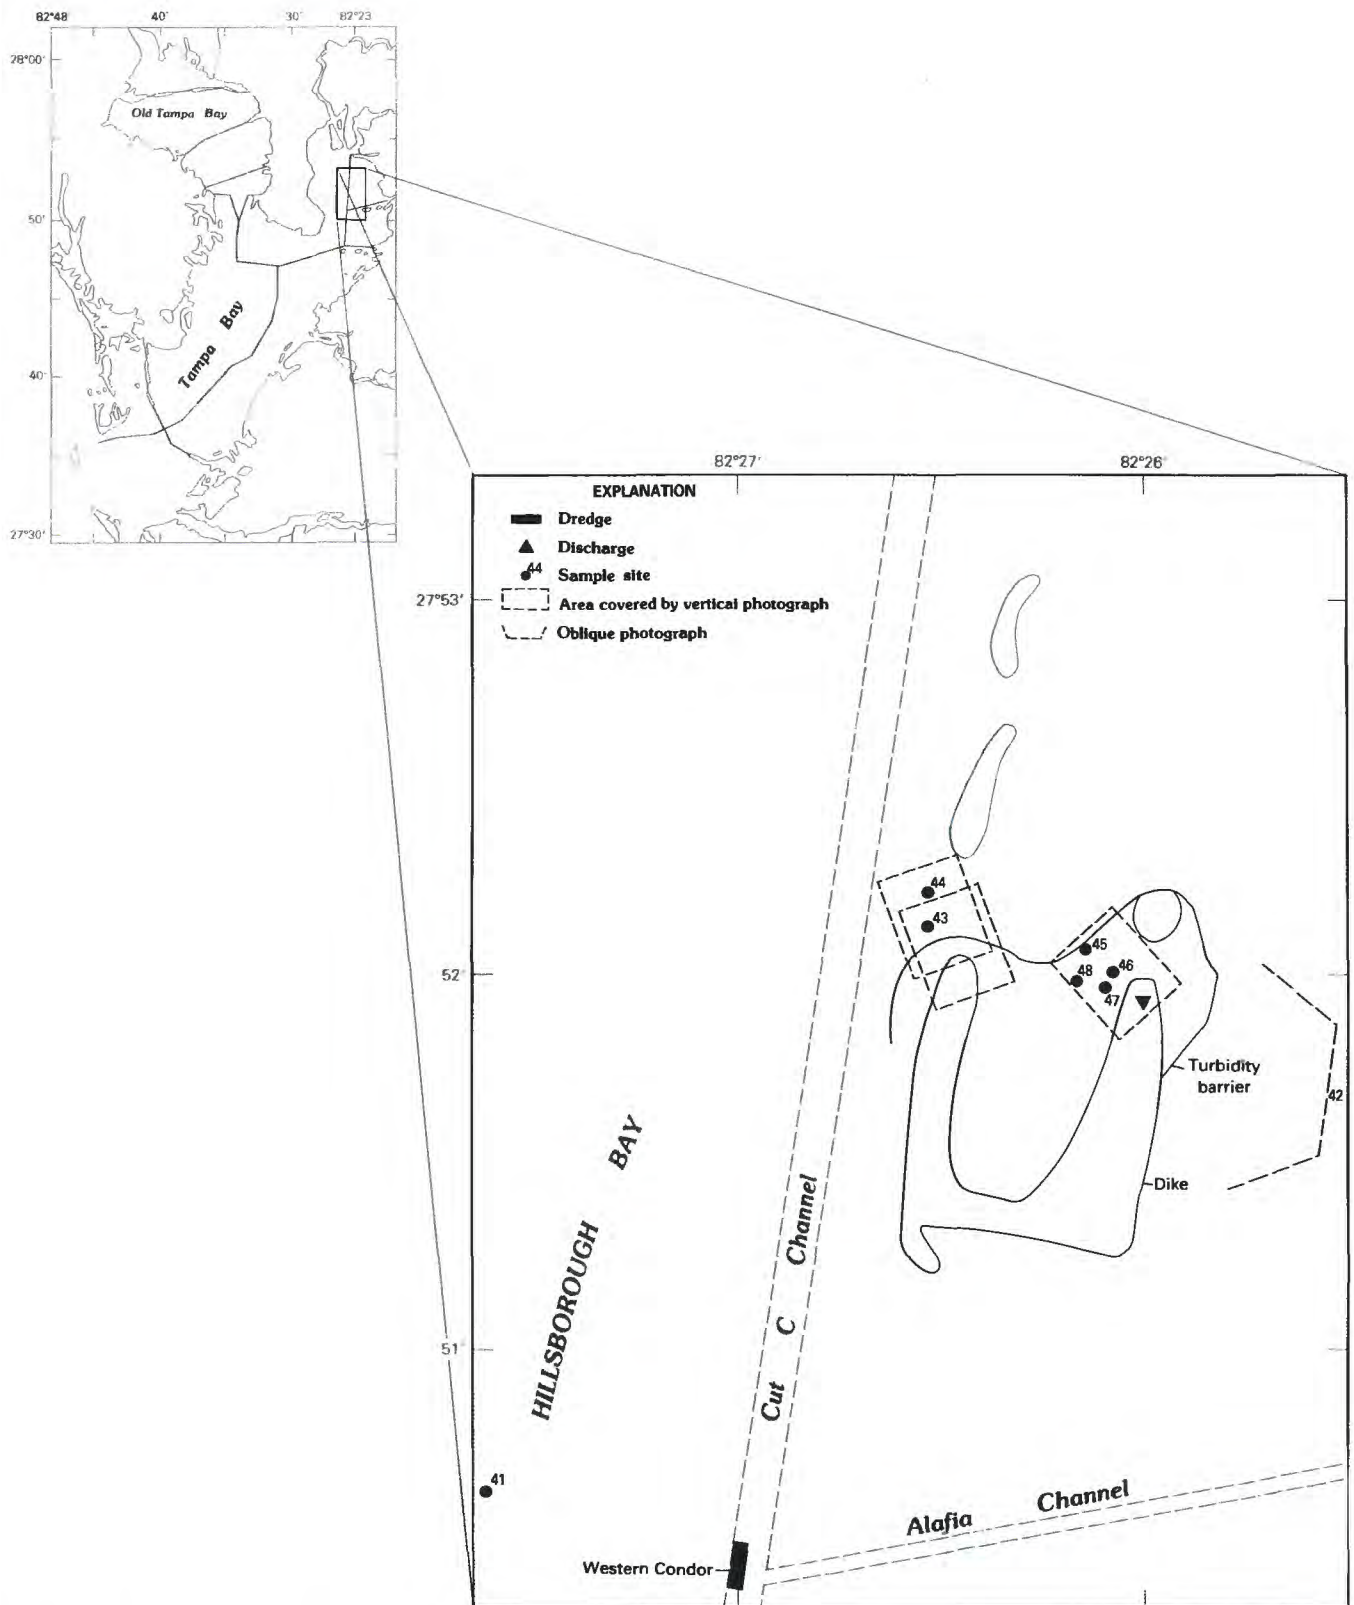 82°48'
40'
30'
82°23
28°00'
50'
40'
27°30'
Old Tampa Bay
Tampa Bay
82°27'
82°26'
27°53'
52'
51'
EXPLANATION
Dredge
Discharge
44
Sample site
Area covered by vertical photograph
Oblique photograph
44
43
45
46
48
47
Turbidity
barrier
42
Dike
HILLSBOROUGH BAY
Cut C Channel
41
Alafia Channel
Western Condor